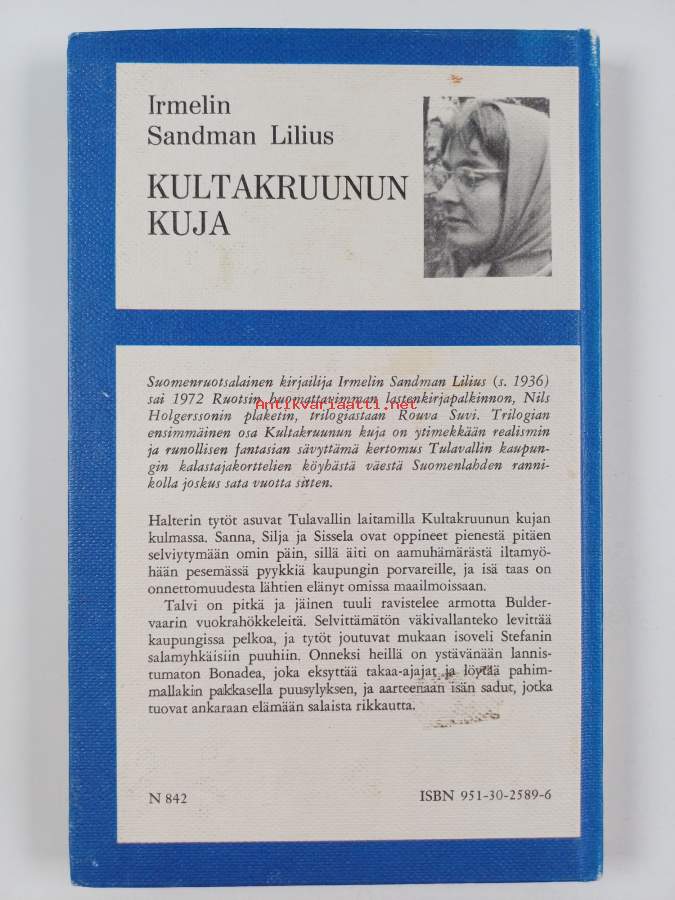 Irmelin
Sandman Lilius
KULTAKRUUNUN
KUJA
Suomenruotsalainen kirjailija Irmelin Sandman Lilius (s. 1936)
sai 1972 Ruotsin huomattavimman lastenkirjapalkinnon, Nils
Antikvariaatti.net
Holgerssonin plaketin, trilogiastaan Rouva Suvi. Trilogian
ensimmäinen osa Kultakruunun kuja on ytimekkään realismin
ja runollisen fantasian sävyttämä kertomus Tulavallin kaupun-
gin kalastajakorttelien köyhästä väestä Suomenlahden ranni-
kolla joskus sata vuotta sitten.
Halterin tytöt asuvat Tulavallin laitamilla Kultakruunun kujan
kulmassa. Sanna, Silja ja Sissela ovat oppineet pienestä pitäen
selviytymään omin päin, sillä äiti on aamuhämärästä iltamyö-
hään pesemässä pyykkiä kaupungin porvareille, ja isä taas on
onnettomuudesta lähtien elänyt omissa maailmoissaan.
Talvi on pitkä ja jäinen tuuli ravistelee armotta Bulder-
vaarin vuokrahökkeleitä. Selvittämätön väkivallanteko levittää
kaupungissa pelkoa, ja tytöt joutuvat mukaan isoveli Stefanin
salamyhkäisiin puuhiin. Onneksi heillä on ystävänään lannis-
tumaton Bonadea, joka eksyttää takaa-ajajat ja löytää pahim-
mallakin pakkasella puusylyksen, ja aarteenaan isän sadut, jotka
tuovat ankaraan elämään salaista rikkautta.
N 842
ISBN 951-30-2589-6